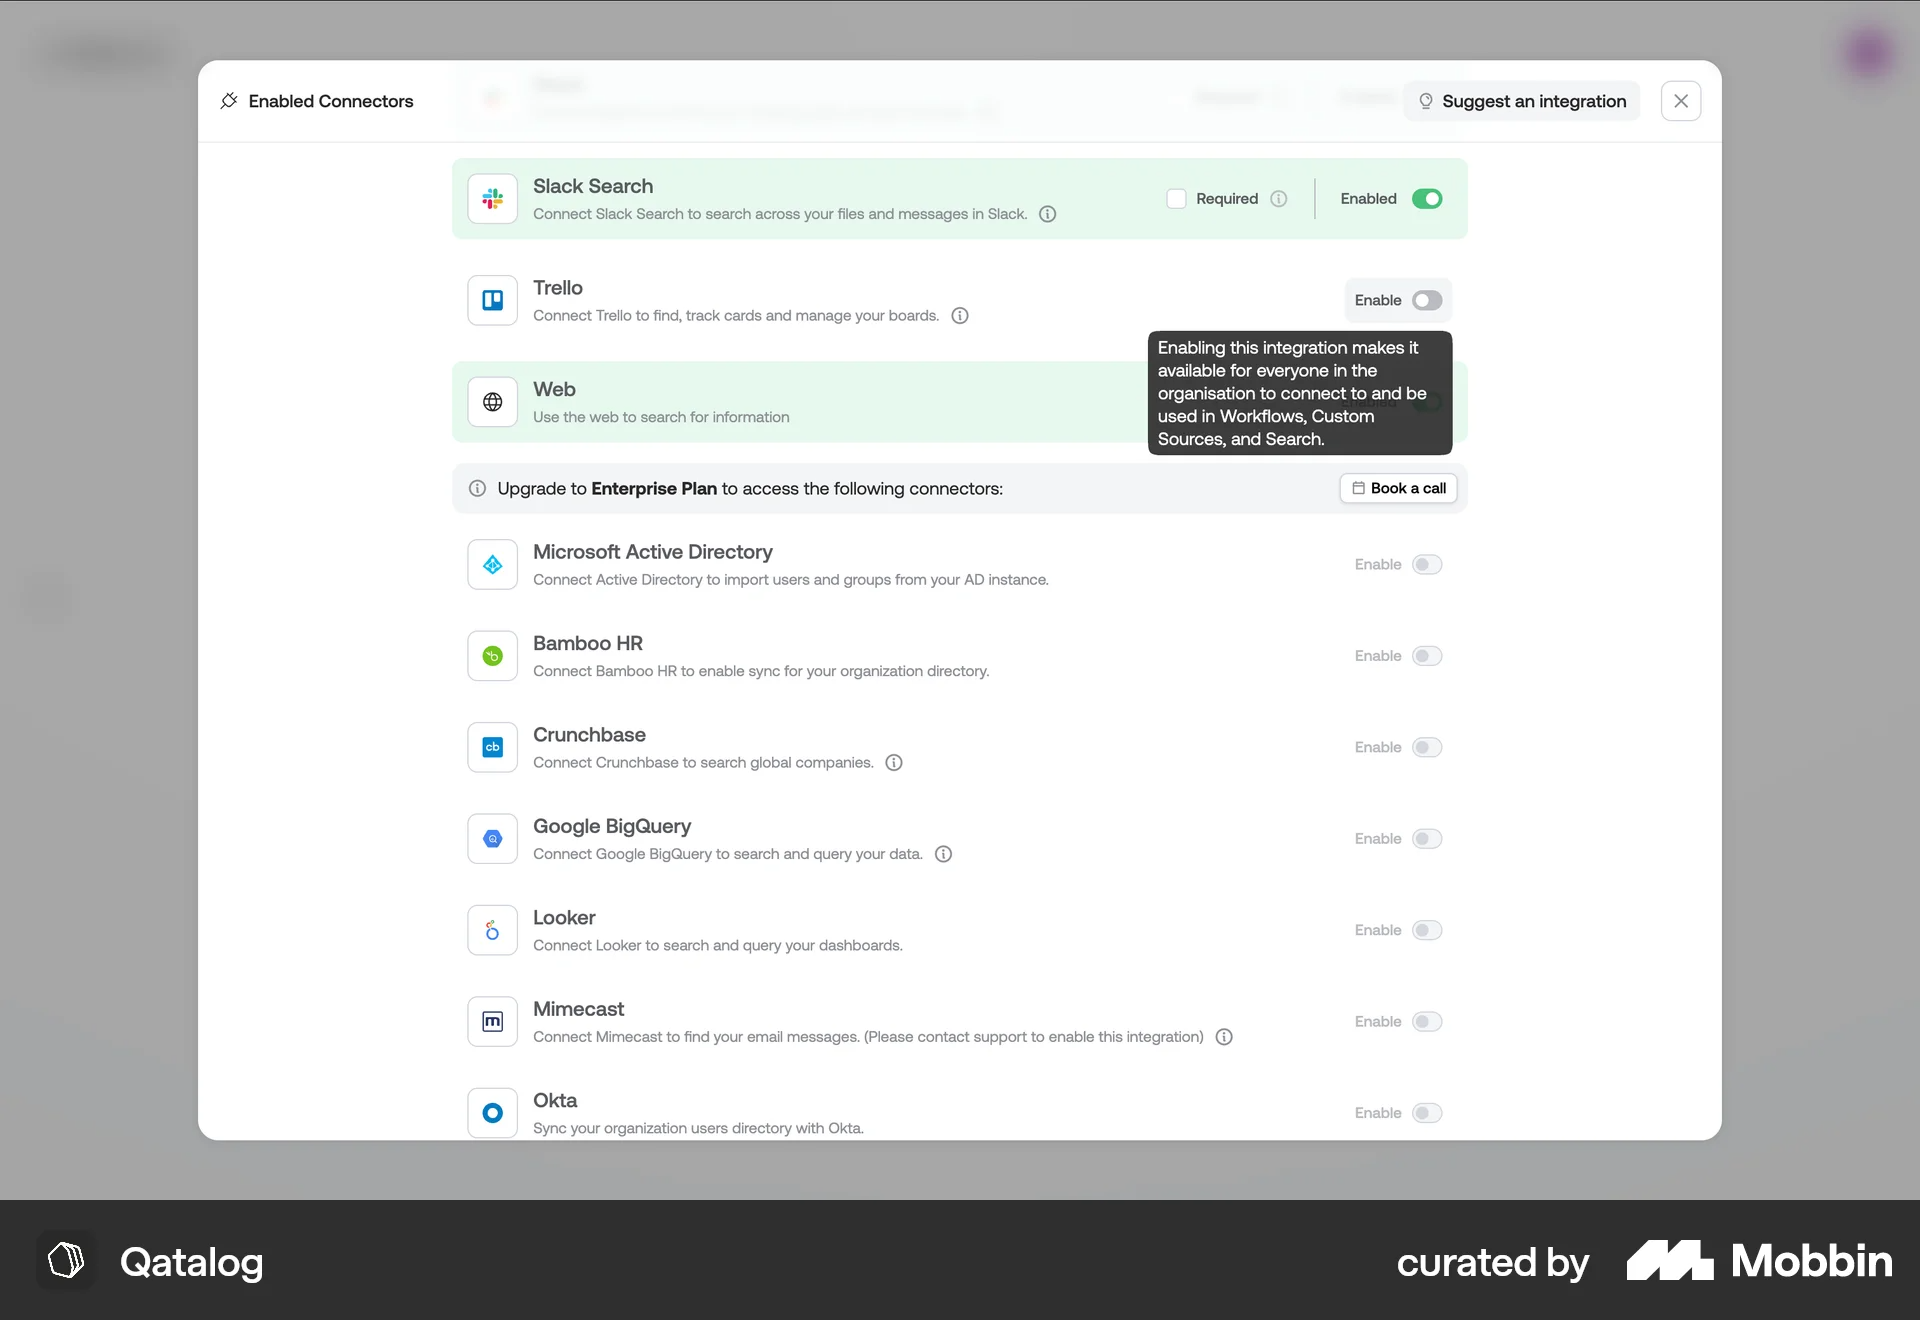 Enabled Connectors
Suggest an integration
Slack Search
Connect Slack Search to search across your files and messages in Slack.
Required
Enabled
Trello
Connect Trello to find, track cards and manage your boards.
Enable
Enabling this integration makes it
available for everyone in the
organisation to connect to and be
used in Workflows, Custom
Sources, and Search.
Web
Use the web to search for information
Enabled
Upgrade to Enterprise Plan to access the following connectors:
Book a call
Microsoft Active Directory
Connect Active Directory to import users and groups from your AD instance.
Enable
Bamboo HR
Connect Bamboo HR to enable sync for your organization directory.
Enable
cb
Crunchbase
Connect Crunchbase to search global companies.
Enable
Google BigQuery
Connect Google BigQuery to search and query your data.
Enable
Looker
Connect Looker to search and query your dashboards.
Enable
m
Mimecast
Connect Mimecast to find your email messages. (Please contact support to enable this integration)
Enable
Okta
Sync your organization users directory with Okta.
Enable
Qatalog
curated by
Mobbin